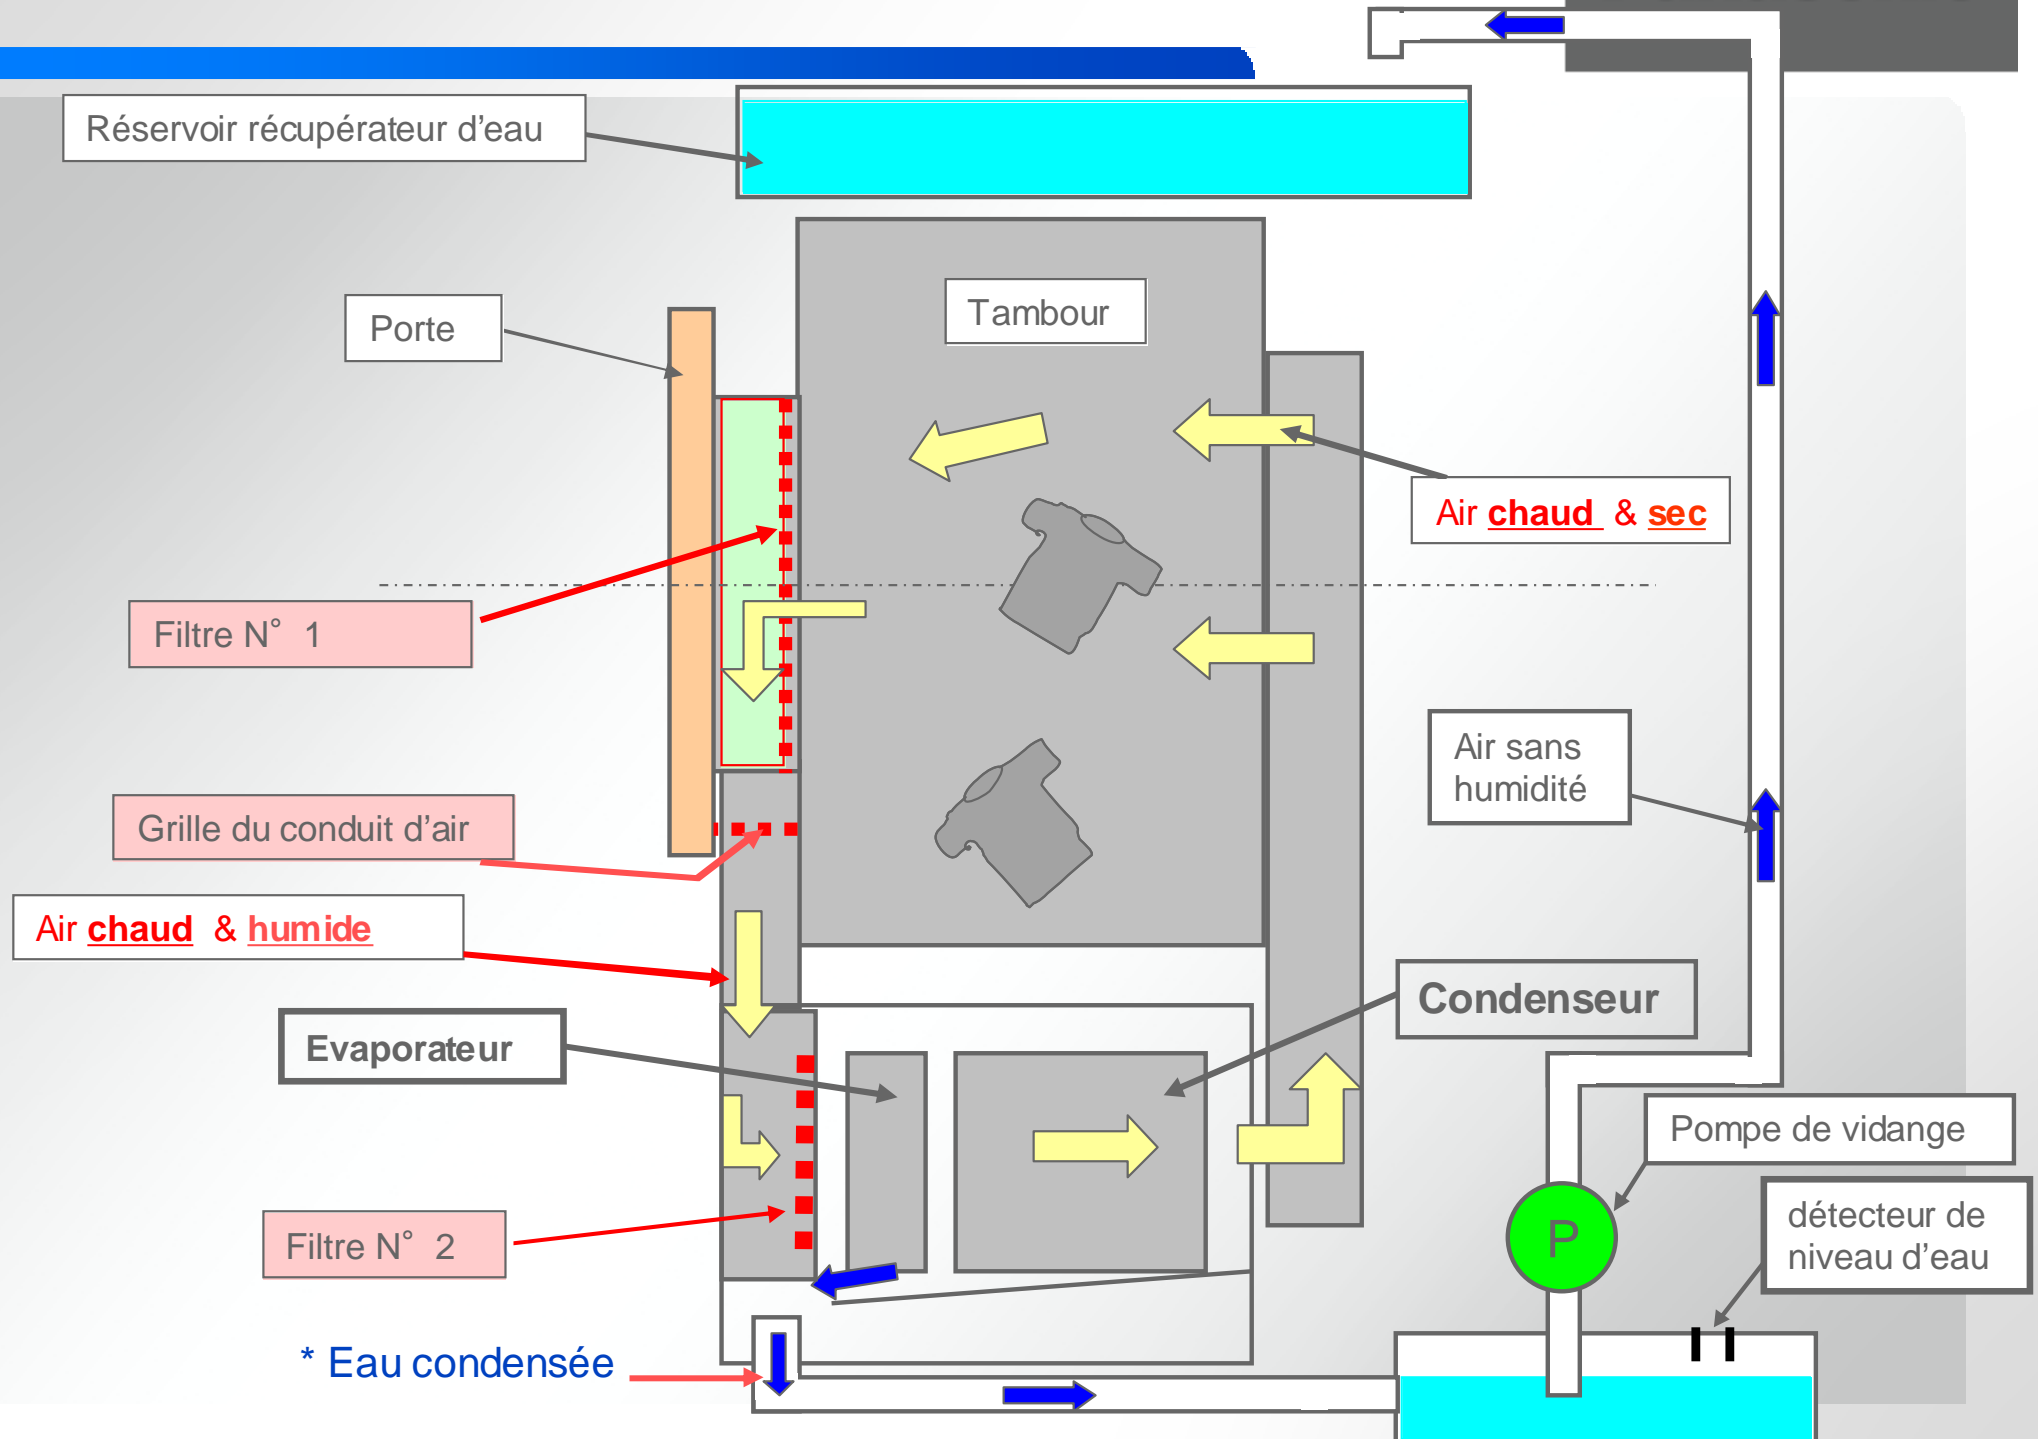 Réservoir récupérateur d'eau
Porte
Tambour
Air chaud & sec
Filtre N° 1
Air sans
humidité
Grille du conduit d'air
Air chaud & humide
Condenseur
Evaporateur
Pompe de vidange
détecteur de
niveau d'eau
P
Filtre N° 2
* Eau condensée